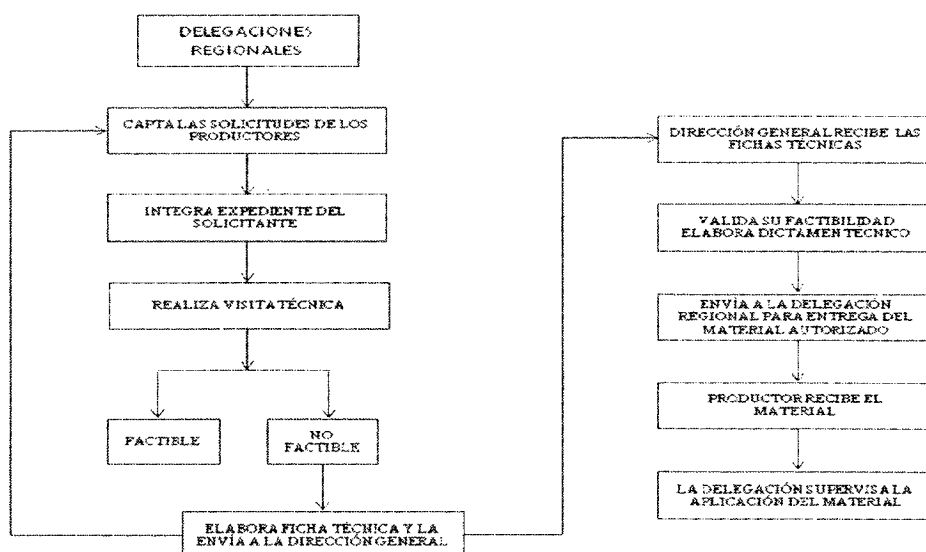 DELEGACIONES
REGIONALES
CAPTA LAS SOLICITUDES DE LOS
PRODUCTORES
INTEGRA EXPEDIENTE DEL
SOLICITANTE
REALIZA VISITA TÉCNICA
FACTIBLE
NO
FACTIBLE
ELABORA FICHA TÉCNICA Y LA
ENVÍA A LA DIRECCIÓN GENERAL
DIRECCIÓN GENERAL RECIBE LAS
FICHAS TÉCNICAS
VALIDA SU FACTIBILIDAD
ELABORA DICTAMEN TÉCNICO
ENVÍA A LA DELEGACIÓN
REGIONAL PARA ENTREGA DEL
MATERIAL AUTORIZADO
PRODUCTOR RECIBE EL
MATERIAL
LA DELEGACIÓN SUPERVISA LA
APLICACIÓN DEL MATERIAL